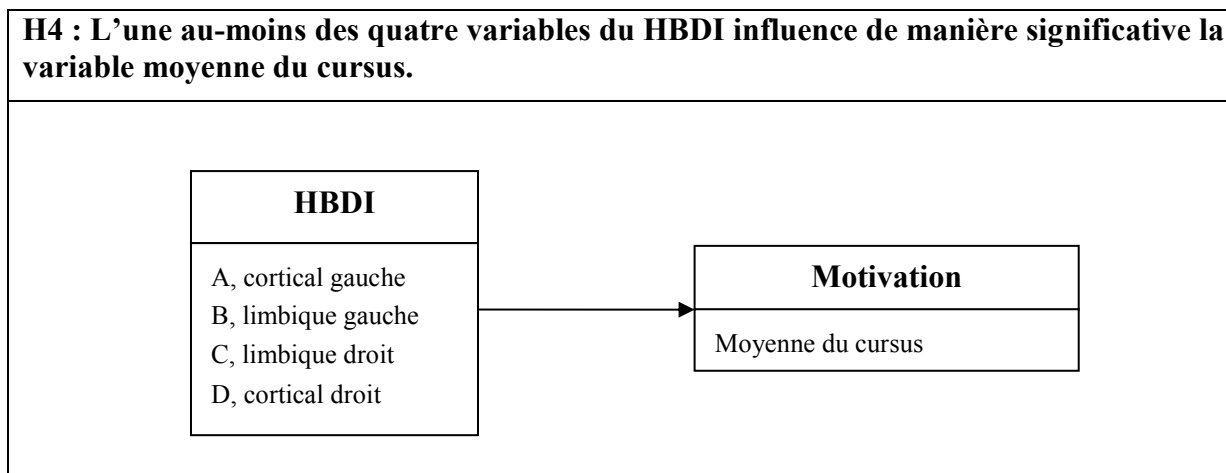 H4 : L’une au-moins des quatre variables du HBDI influence de manière significative la
variable moyenne du cursus.
HBDI
A, cortical gauche
B, limbique gauche
C, limbique droit
D, cortical droit
Motivation
Moyenne du cursus